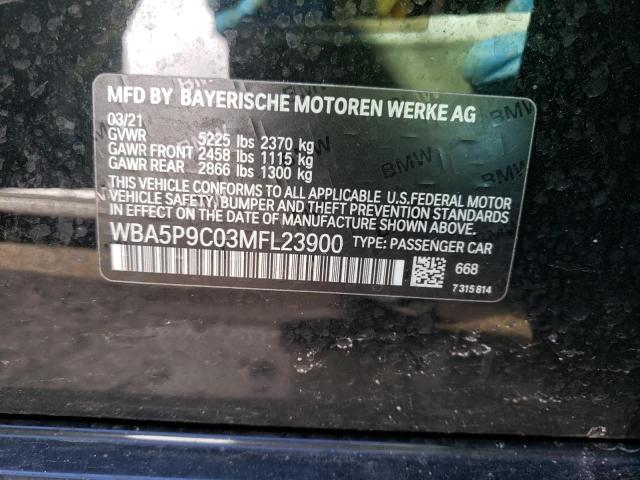 MFD BY BAYERISCHE MOTOREN WERKE AG
03/21
GVWR 5225 lbs 2370 kg
GAWR FRONT 2458 lbs 1115 kg
GAWR REAR 2866 lbs 1300 kg
THIS VEHICLE CONFORMS TO ALL APPLICABLE U.S.FEDERAL MOTOR
VEHICLE SAFETY, BUMPER AND THEFT PREVENTION STANDARDS
IN EFFECT ON THE DATE OF MANUFACTURE SHOWN ABOVE.
WBA5P9C03MFL23900 TYPE: PASSENGER CAR
668
7 315 814
BMW
BMW